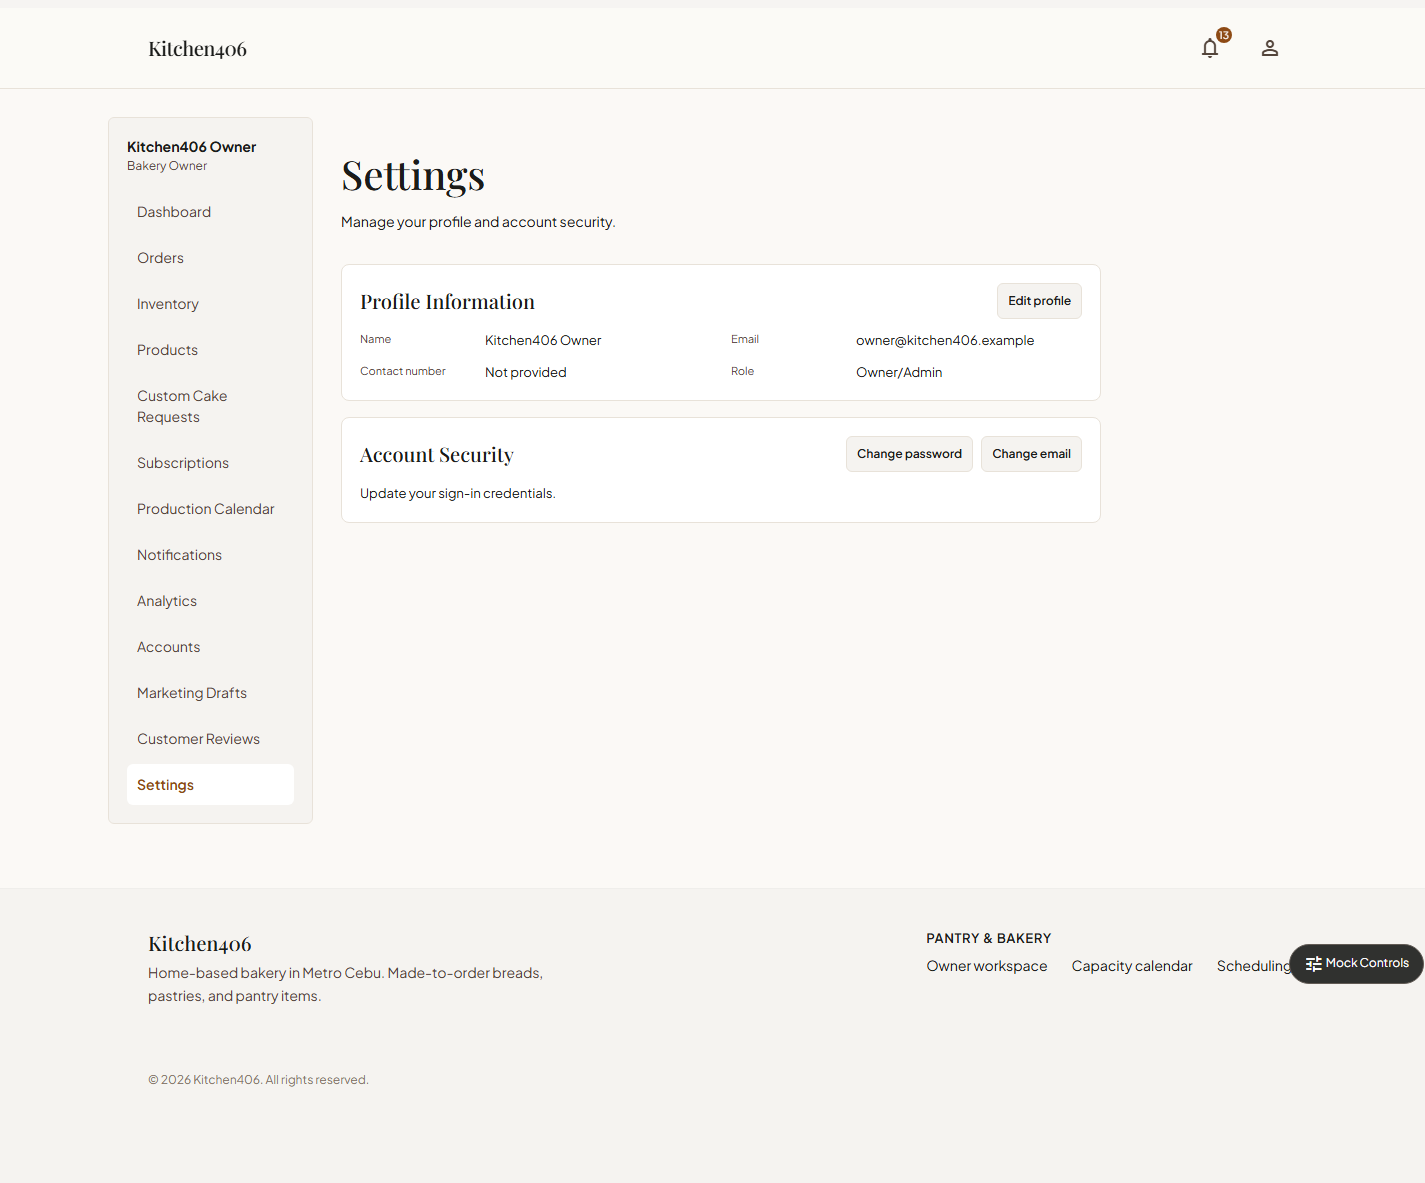 Kitchen406
13
Kitchen406 Owner
Bakery Owner
Dashboard
Orders
Inventory
Products
Custom Cake
Requests
Subscriptions
Production Calendar
Notifications
Analytics
Accounts
Marketing Drafts
Customer Reviews
Settings
Settings
Manage your profile and account security.
Profile Information
Edit profile
Name
Kitchen406 Owner
Email
owner@kitchen406.example
Contact number
Not provided
Role
Owner/Admin
Account Security
Change password
Change email
Update your sign-in credentials.
Kitchen406
Home-based bakery in Metro Cebu. Made-to-order breads,
pastries, and pantry items.
PANTRY & BAKERY
Owner workspace
Capacity calendar
Scheduling
Mock Controls
© 2026 Kitchen406. All rights reserved.